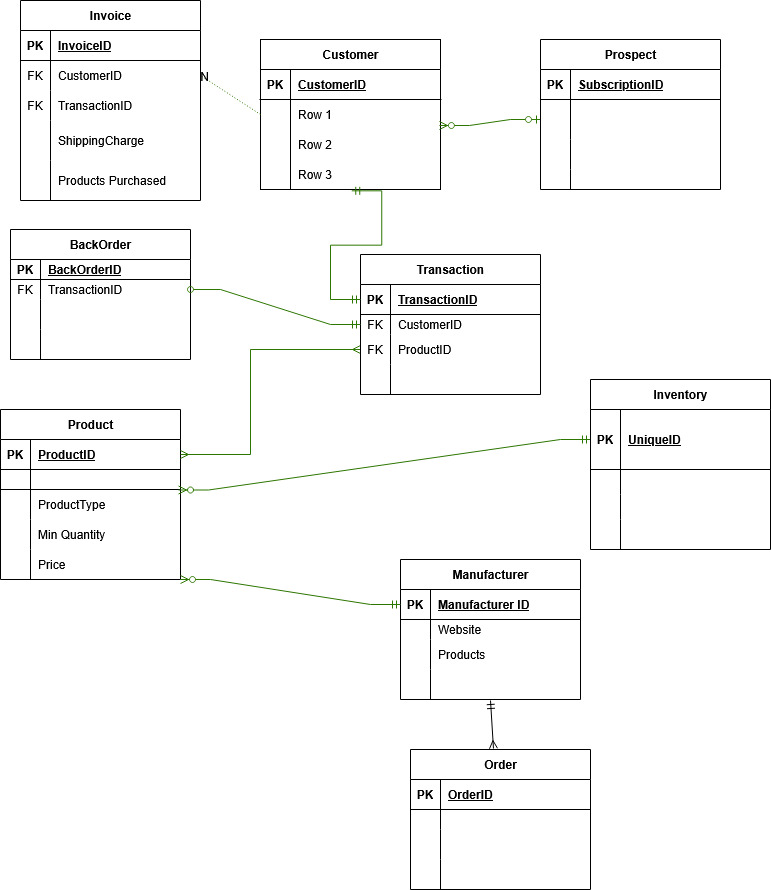 Invoice
PK InvoiceID
FK CustomerID
FK TransactionID
ShippingCharge
Products Purchased
N
Customer
PK CustomerID
Row 1
Row 2
Row 3
Prospect
PK SubscriptionID
BackOrder
PK BackOrderID
FK TransactionID
Transaction
PK TransactionID
FK CustomerID
FK ProductID
Product
PK ProductID
ProductType
Min Quantity
Price
Inventory
PK UniqueID
Manufacturer
PK Manufacturer ID
Website
Products
Order
PK OrderID